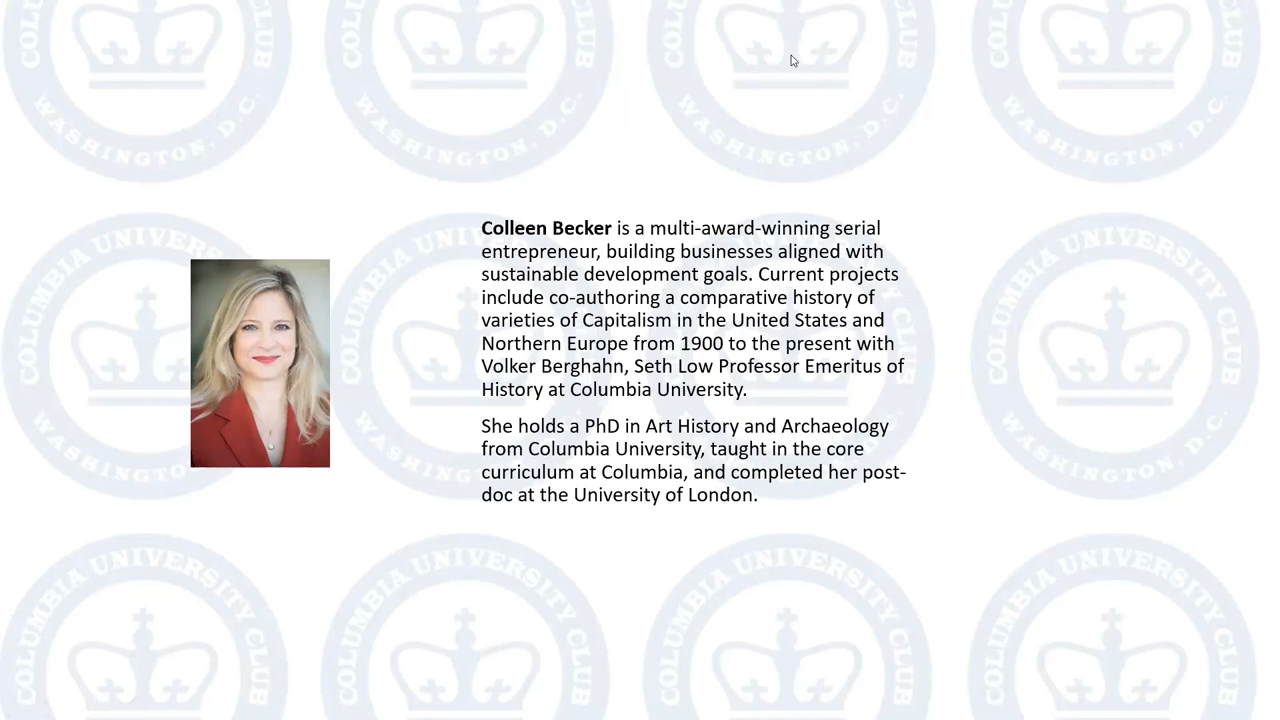 COLUMBIA UNIVERSITY CLUB
WASHINGTON, D.C.
Colleen Becker is a multi-award-winning serial
entrepreneur, building businesses aligned with
sustainable development goals. Current projects
include co-authoring a comparative history of
varieties of Capitalism in the United States and
Northern Europe from 1900 to the present with
Volker Berghahn, Seth Low Professor Emeritus of
History at Columbia University.
She holds a PhD in Art History and Archaeology
from Columbia University, taught in the core
curriculum at Columbia, and completed her post-
doc at the University of London.